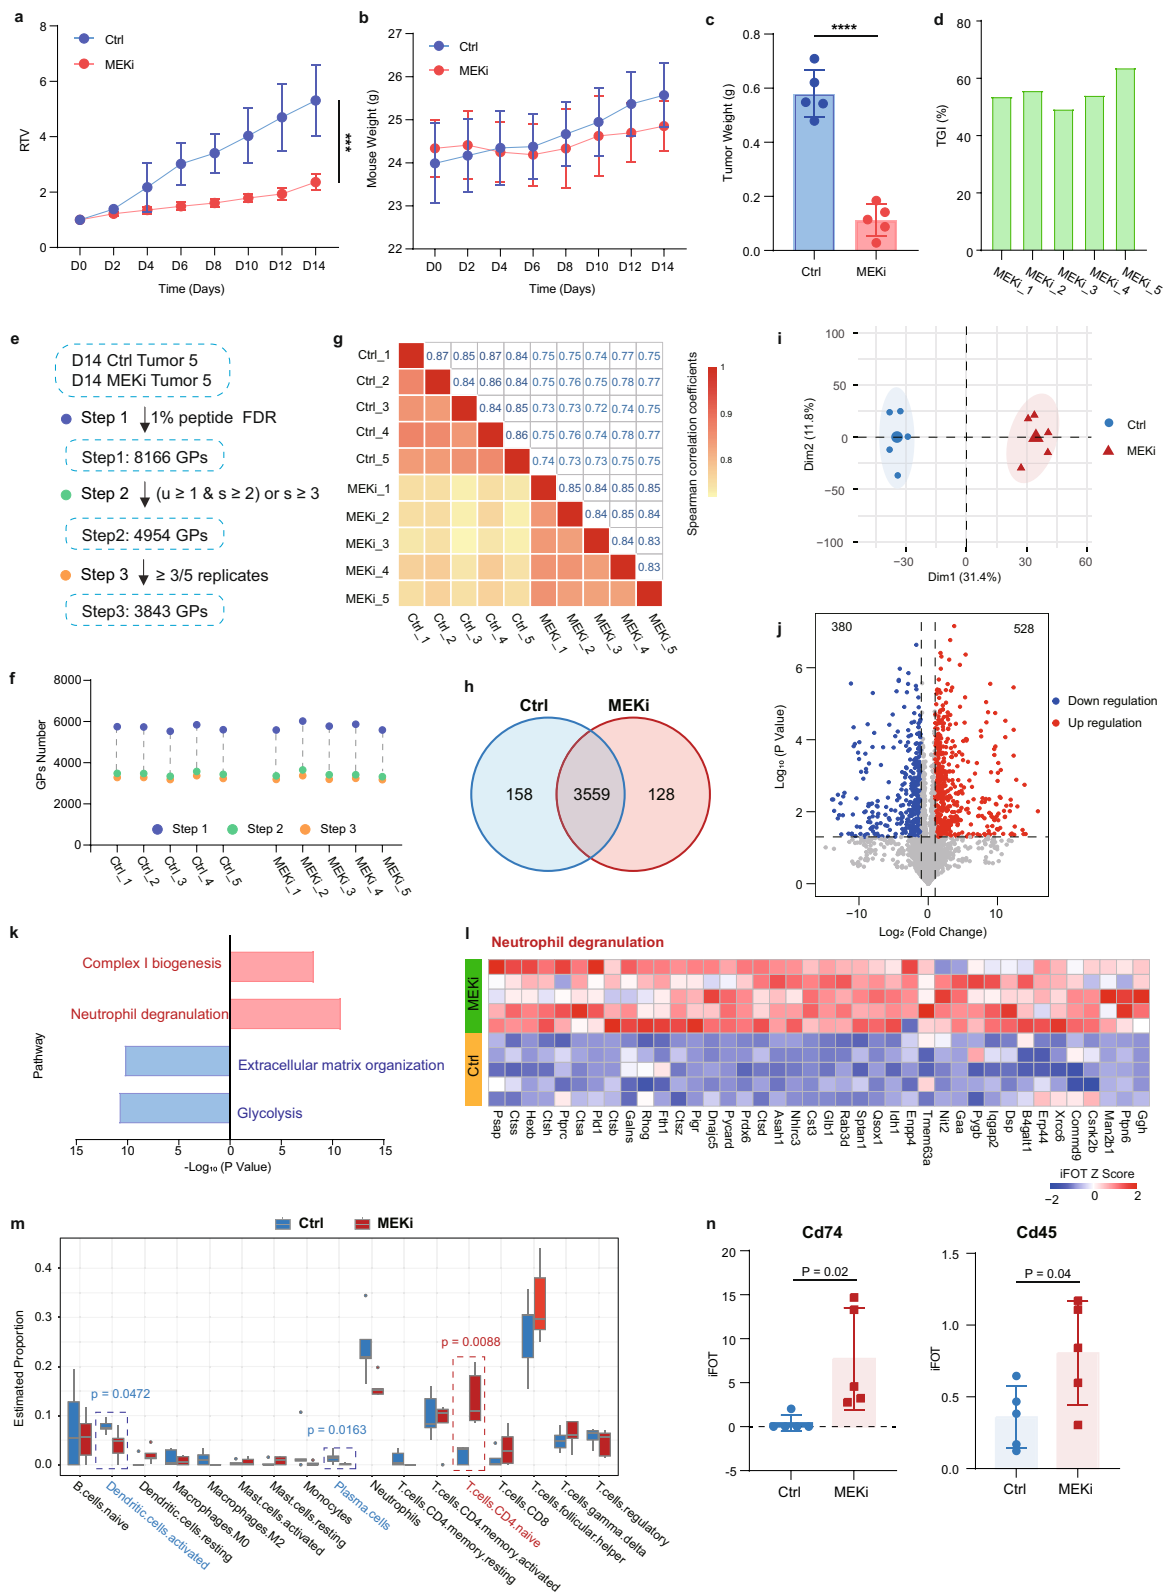 a
8
6
4
2
0
RTV
Ctrl
MEKi
***
D0 D2 D4 D6 D8 D10 D12 D14
Time (Days)
b
27
26
25
24
23
22
Mouse Weight (g)
Ctrl
MEKi
D0 D2 D4 D6 D8 D10 D12 D14
Time (Days)
c
0.8
0.6
0.4
0.2
0.0
Tumor Weight (g)
****
Ctrl MEKi
d
80
60
40
20
0
TGI (%)
MEKi_1 MEKi_2 MEKi_3 MEKi_4 MEKi_5
e
D14 Ctrl Tumor 5
D14 MEKi Tumor 5
Step 1 1% peptide FDR
Step1: 8166 GPs
Step 2 (u ≥ 1 & s ≥ 2) or s ≥ 3
Step2: 4954 GPs
Step 3 ≥ 3/5 replicates
Step3: 3843 GPs
g
Ctrl_1 0.87 0.85 0.87 0.84 0.75 0.75 0.74 0.77 0.75
Ctrl_2 0.84 0.86 0.84 0.75 0.76 0.75 0.78 0.77
Ctrl_3 0.84 0.85 0.73 0.73 0.72 0.74 0.75
Ctrl_4 0.86 0.75 0.76 0.74 0.78 0.77
Ctrl_5 0.74 0.73 0.73 0.75 0.75
MEKi_1 0.85 0.84 0.85 0.85
MEKi_2 0.84 0.85 0.84
MEKi_3 0.84 0.83
MEKi_4 0.83
MEKi_5
Ctrl_1 Ctrl_2 Ctrl_3 Ctrl_4 Ctrl_5 MEKi_1 MEKi_2 MEKi_3 MEKi_4 MEKi_5
Spearman correlation coefficients
1
0.9
0.8
i
100
50
0
−50
−100
Dim2 (11.8%)
−30 0 30 60
Dim1 (31.4%)
Ctrl
MEKi
f
8000
6000
4000
2000
0
GPs Number
Step 1 Step 2 Step 3
Ctrl_1 Ctrl_2 Ctrl_3 Ctrl_4 Ctrl_5 MEKi_1 MEKi_2 MEKi_3 MEKi_4 MEKi_5
h
Ctrl MEKi
158 3559 128
j
380 528
6
4
2
0
Log₁₀ (P Value)
−10 0 10
Log₂ (Fold Change)
Down regulation
Up regulation
k
Complex I biogenesis
Neutrophil degranulation
Extracellular matrix organization
Glycolysis
Pathway
15 10 5 0 5 10 15
-Log₁₀ (P Value)
l
Neutrophil degranulation
MEKi
Ctrl
Psap Ctss Hexb Ctsh Ptprc Ctsa Pld1 Ctsb Galns Rhog Fth1 Ctsz Pigr Dnajc5 Pycard Prdx6 Ctsd Asah1 Nhlrc3 Cst3 Glb1 Rab3d Sptan1 Qsox1 Idh1 Enpp4 Tmem63a Nit2 Gaa Pygb Iqgap2 Dsp B4galt1 Erp44 Xrcc6 Commd9 Csnk2b Man2b1 Ptpn6 Ggh
iFOT Z Score
−2 0 2
m
Ctrl MEKi
0.4
0.3
0.2
0.1
0.0
Estimated Proportion
p = 0.0472
p = 0.0163
p = 0.0088
B.cells.naive
Dendritic.cells.activated
Dendritic.cells.resting
Macrophages.M0
Macrophages.M2
Mast.cells.activated
Mast.cells.resting
Monocytes
Plasma.cells
Neutrophils
T.cells.CD4.memory.resting
T.cells.CD4.memory.activated
T.cells.CD4.naive
T.cells.CD8
T.cells.follicular.helper
T.cells.gamma.delta
T.cells.regulatory
n
Cd74
20
15
10
5
0
-5
iFOT
P = 0.02
Ctrl MEKi
Cd45
1.5
1.0
0.5
0.0
iFOT
P = 0.04
Ctrl MEKi